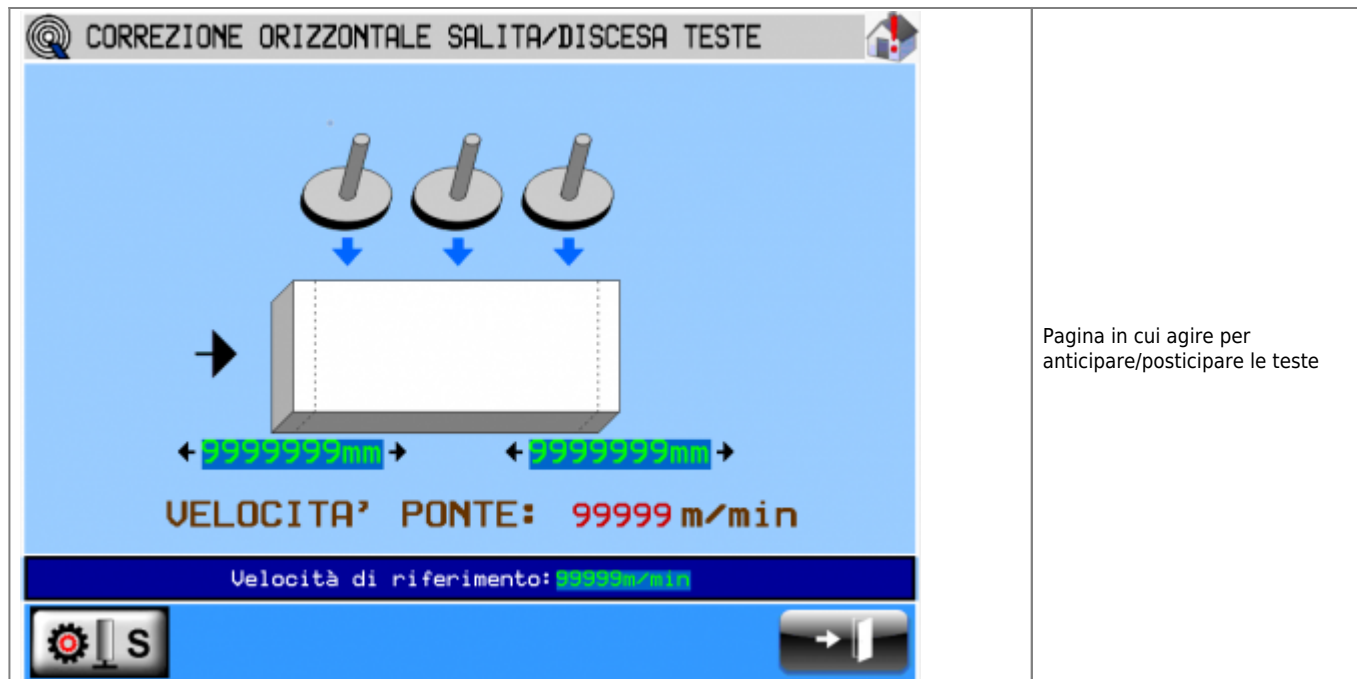 CORREZIONE ORIZZONTALE SALITA/DISCESA TESTE
Pagina in cui agire per
anticipare/posticipare le teste
9999999mm
9999999mm
VELOCITA' PONTE: 99999 m/min
Velocità di riferimento: 99999m/min
S